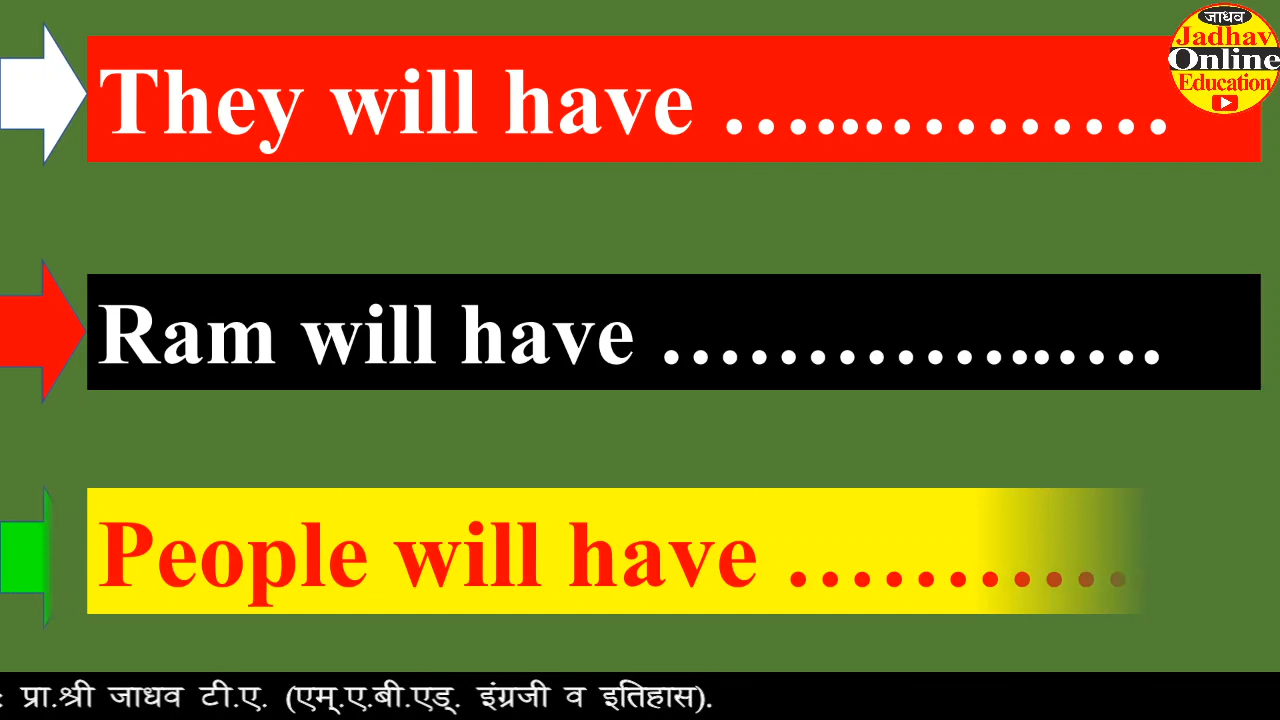 जाधव
Jadhav
Online
Education
They will have …...………
Ram will have …………..….
People will have …………
: प्रा.श्री जाधव टी.ए. (एम्.ए.बी.एड्. इंग्रजी व इतिहास).